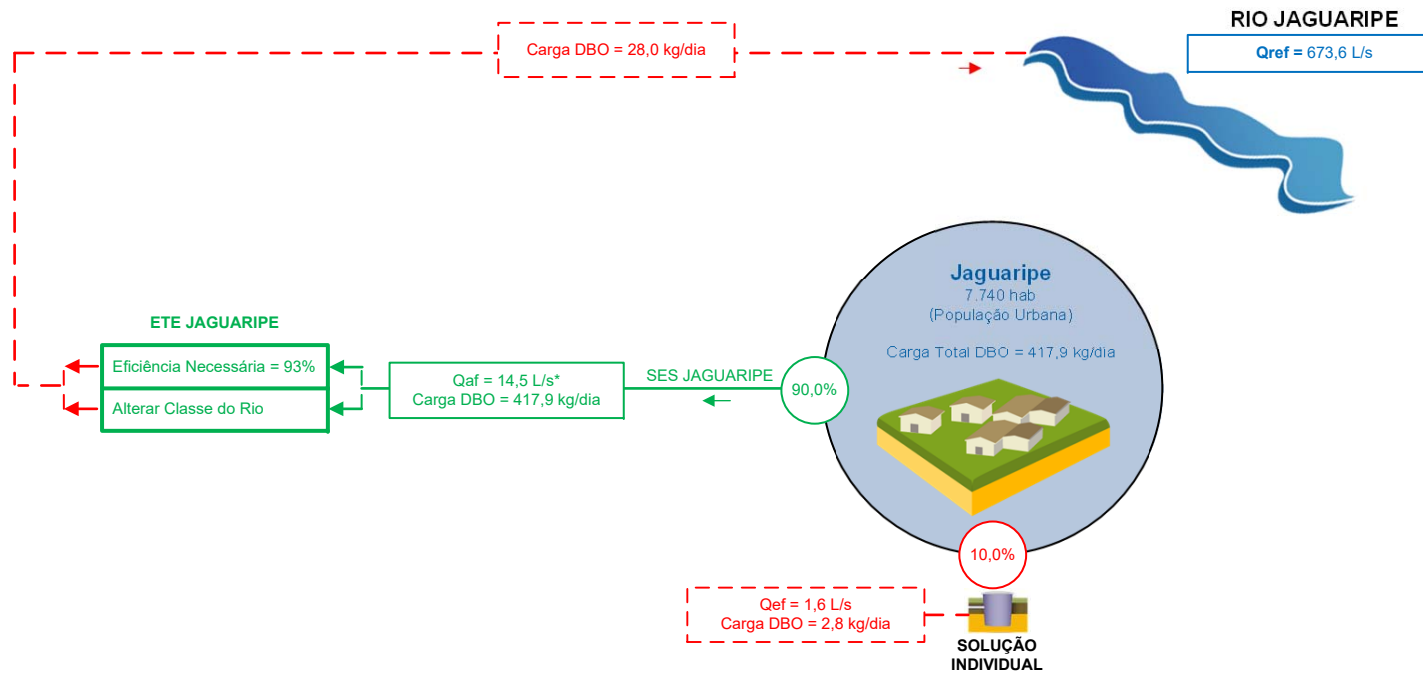 RIO JAGUARIPE
Qref = 673,6 L/s
Carga DBO = 28,0 kg/dia
Jaguaripe
7.740 hab
(População Urbana)
Carga Total DBO = 417,9 kg/dia
ETE JAGUARIPE
Eficiência Necessária = 93%
Alterar Classe do Rio
Qaf = 14,5 L/s*
Carga DBO = 417,9 kg/dia
SES JAGUARIPE
90,0%
10,0%
Qef = 1,6 L/s
Carga DBO = 2,8 kg/dia
SOLUÇÃO
INDIVIDUAL